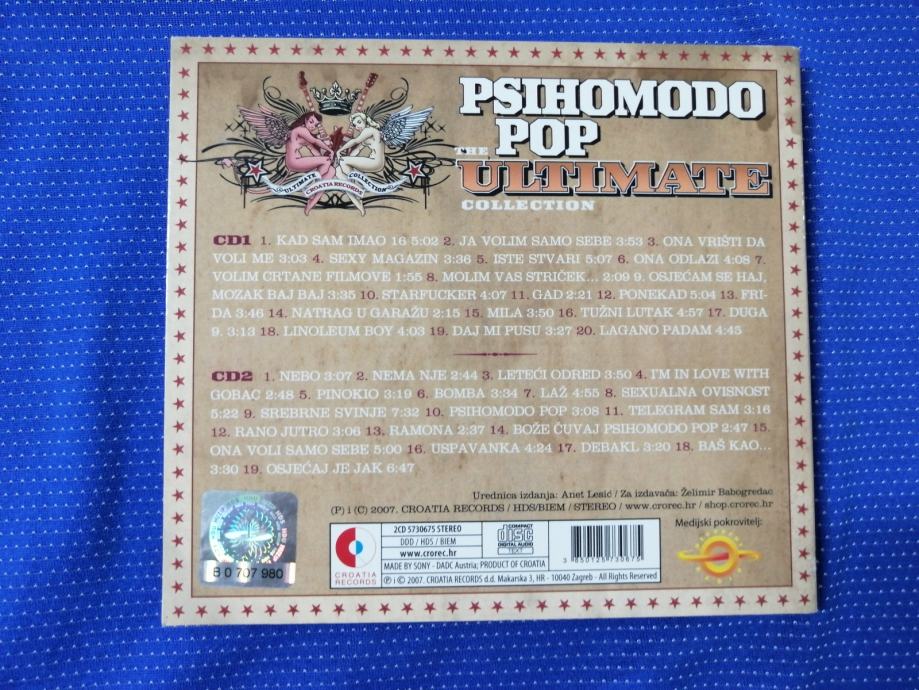 PSIHOMODO
POP
THE ULTIMATE
COLLECTION
ULTIMATE COLLECTION
CROATIA RECORDS
CD1 1. KAD SAM IMAO 16 5:02 2. JA VOLIM SAMO SEBE 3:53 3. ONA VRIŠTI DA
VOLI ME 3:03 4. SEXY MAGAZIN 3:36 5. ISTE STVARI 5:07 6. ONA ODLAZI 4:08 7.
VOLIM CRTANE FILMOVE 1:55 8. MOLIM VAS STRIČEK... 2:09 9. OSJEĆAM SE HAJ,
MOZAK BAJ BAJ 3:35 10. STARFUCKER 4:07 11. GAD 2:21 12. PONEKAD 5:04 13. FRI-
DA 3:46 14. NATRAG U GARAŽU 2:15 15. MILA 3:50 16. TUŽNI LUTAK 4:57 17. DUGA
9. 3:13 18. LINOLEUM BOY 4:03 19. DAJ MI PUSU 3:27 20. LAGANO PADAM 4:45
CD2 1. NEBO 3:07 2. NEMA NJE 2:44 3. LETEĆI ODRED 3:50 4. I'M IN LOVE WITH
GOBAC 2:48 5. PINOKIO 3:19 6. BOMBA 3:34 7. LAŽ 4:55 8. SEXUALNA OVISNOST
5:22 9. SREBRNE SVINJE 7:32 10. PSIHOMODO POP 3:08 11. TELEGRAM SAM 3:16
12. RANO JUTRO 3:06 13. RAMONA 2:37 14. BOŽE ČUVAJ PSIHOMODO POP 2:47 15.
ONA VOLI SAMO SEBE 5:00 16. USPAVANKA 4:24 17. DEBAKL 3:20 18. BAŠ KAO...
3:30 19. OSJEĆAJ JE JAK 6:47
Urednica izdanja: Anet Lesić / Za izdavača: Želimir Babogredac
(P) i (C) 2007. CROATIA RECORDS / HDS/BIEM / STEREO / www.crorec.hr / shop.crorec.hr
B 0 707 980
CROATIA
RECORDS
2CD 5730675 STEREO
DDD / HDS / BIEM
www.crorec.hr
MADE BY SONY - DADC Austria; PRODUCT OF CROATIA
COMPACT
disc
DIGITAL AUDIO
TEXT
3 850125 730675
P i © 2007. CROATIA RECORDS d.d. Makarska 3, HR - 10040 Zagreb - All Rights Reserved
Medijski pokrovitelj: